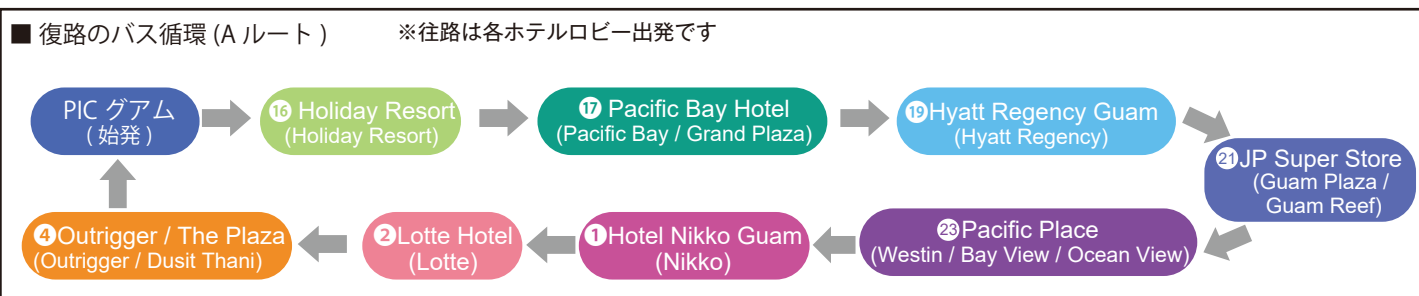 ■ 復路のバス循環 (A ルート )
※往路は各ホテルロビー出発です
PIC グアム
( 始発 )
⓰ Holiday Resort
(Holiday Resort)
⓱ Pacific Bay Hotel
(Pacific Bay / Grand Plaza)
⓳Hyatt Regency Guam
(Hyatt Regency)
㉑JP Super Store
(Guam Plaza /
Guam Reef)
㉓Pacific Place
(Westin / Bay View / Ocean View)
❶Hotel Nikko Guam
(Nikko)
❷Lotte Hotel
(Lotte)
❹Outrigger / The Plaza
(Outrigger / Dusit Thani)